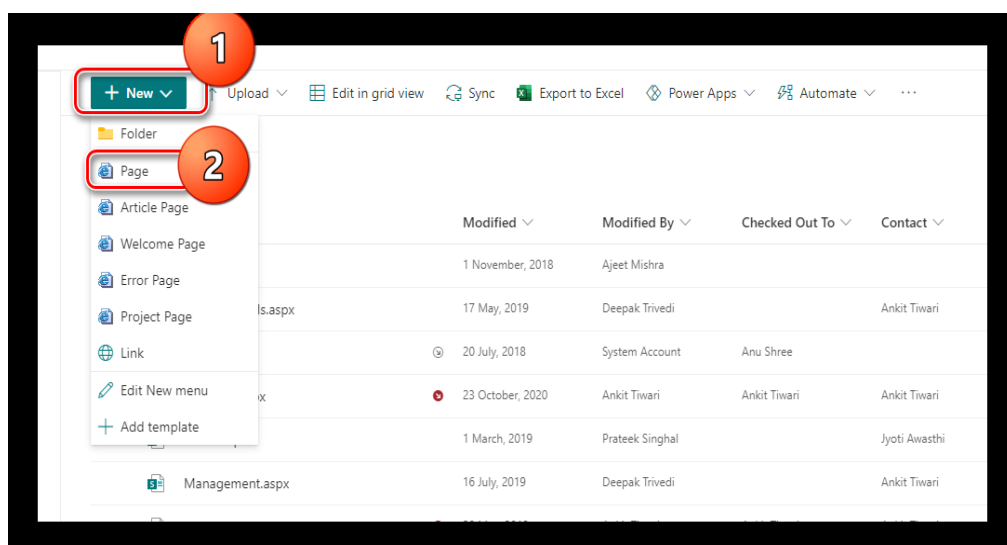 1
New Upload Edit in grid view Sync Export to Excel Power Apps Automate ...
Folder
2
Page
Article Page
Welcome Page
Error Page
Project Page
Link
Edit New menu
Add template
Modified Modified By Checked Out To Contact
1 November, 2018 Ajeet Mishra
ls.aspx 17 May, 2019 Deepak Trivedi Ankit Tiwari
20 July, 2018 System Account Anu Shree
x 23 October, 2020 Ankit Tiwari Ankit Tiwari Ankit Tiwari
1 March, 2019 Prateek Singhal Jyoti Awasthi
Management.aspx 16 July, 2019 Deepak Trivedi Ankit Tiwari